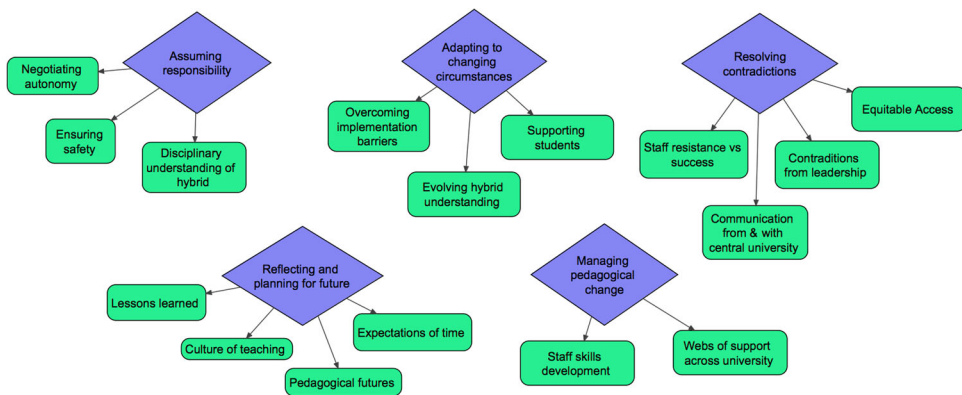 Assuming
responsibility
Negotiating
autonomy
Ensuring
safety
Disciplinary
understanding of
hybrid
Adapting to
changing
circumstances
Overcoming
implementation
barriers
Supporting
students
Evolving hybrid
understanding
Resolving
contradictions
Equitable Access
Staff resistance vs
success
Contraditions
from leadership
Communication
from & with
central university
Reflecting and
planning for future
Lessons learned
Expectations of time
Culture of teaching
Pedagogical futures
Managing
pedagogical
change
Staff skills
development
Webs of support
across university